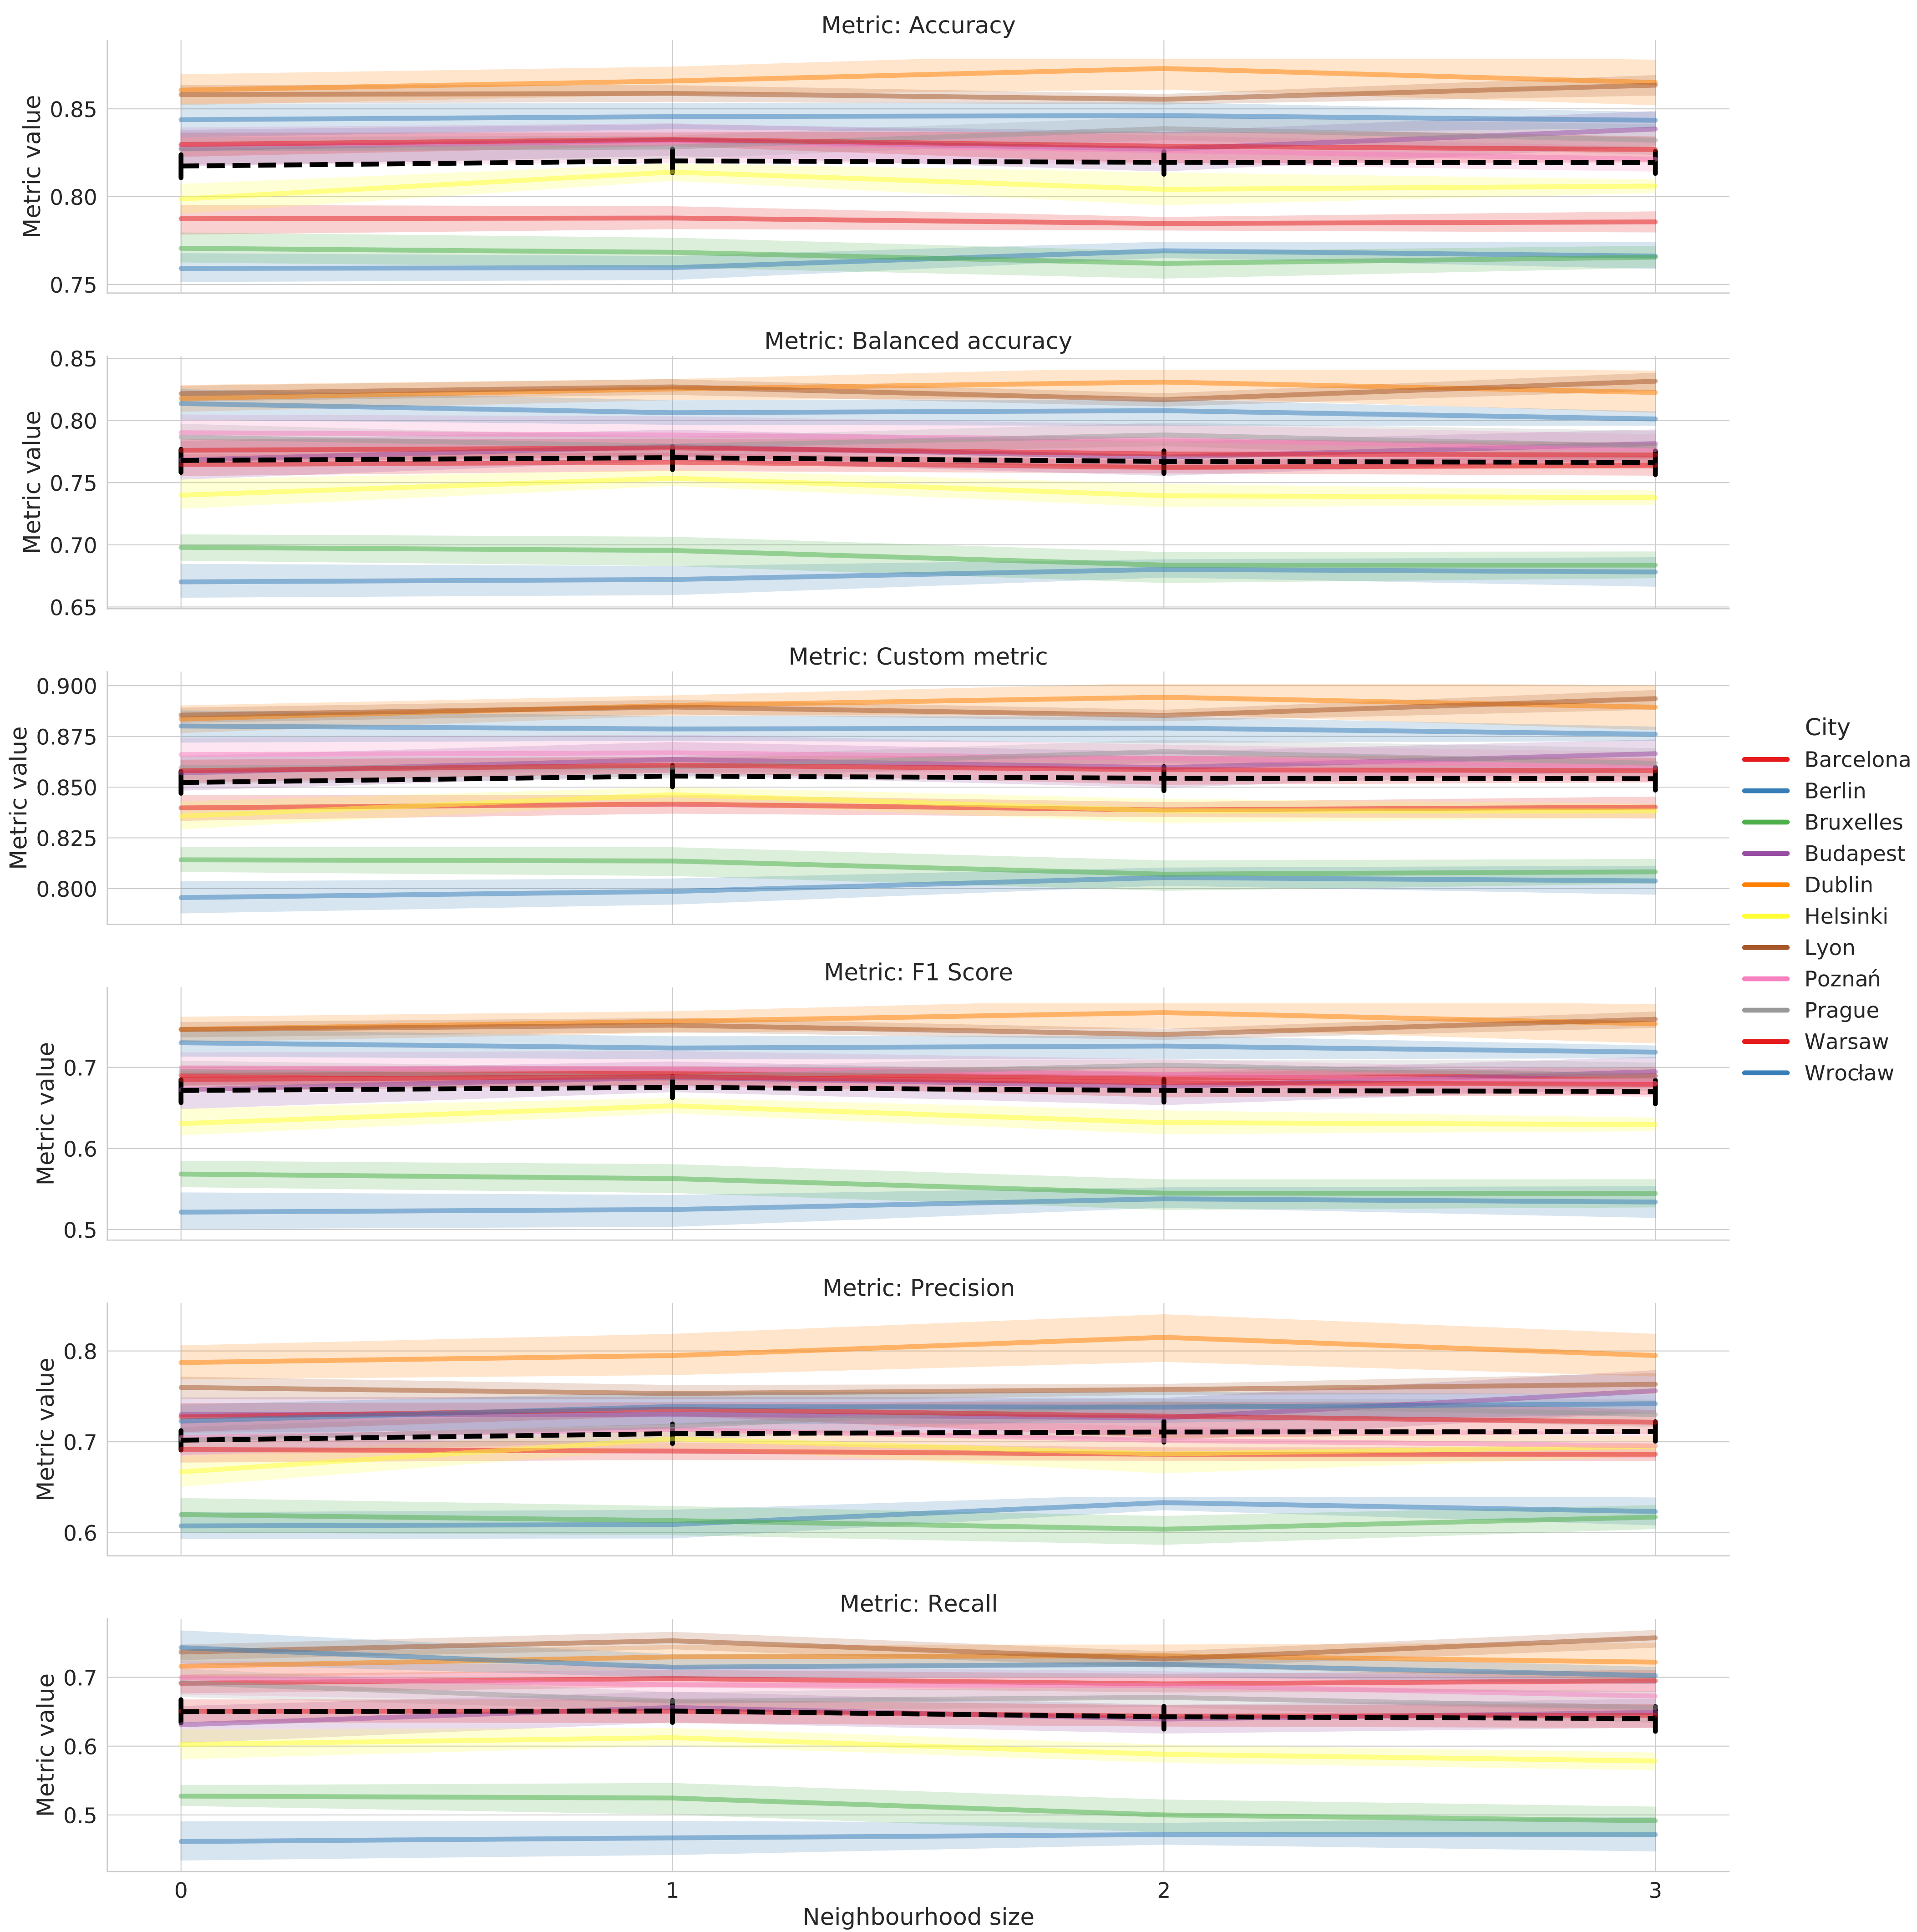 Metric: Accuracy
Metric value
0.85
0.80
0.75
Metric: Balanced accuracy
Metric value
0.85
0.80
0.75
0.70
0.65
Metric: Custom metric
Metric value
0.900
0.875
0.850
0.825
0.800
City
Barcelona
Berlin
Bruxelles
Budapest
Dublin
Helsinki
Lyon
Poznań
Prague
Warsaw
Wrocław
Metric: F1 Score
Metric value
0.7
0.6
0.5
Metric: Precision
Metric value
0.8
0.7
0.6
Metric: Recall
Metric value
0.7
0.6
0.5
0 1 2 3
Neighbourhood size